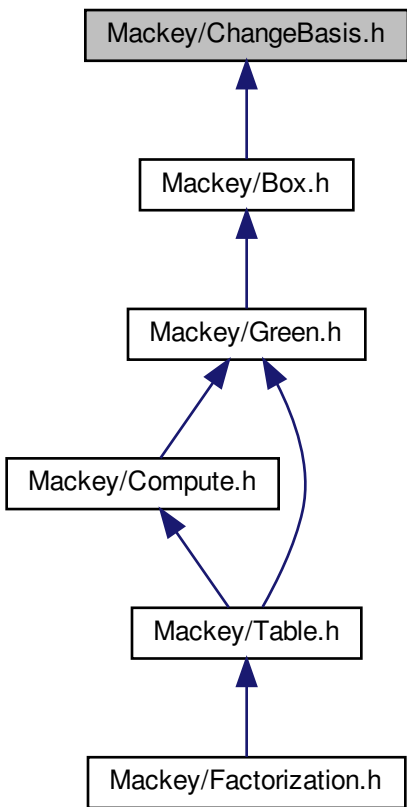 Mackey/ChangeBasis.h
Mackey/Box.h
Mackey/Green.h
Mackey/Compute.h
Mackey/Table.h
Mackey/Factorization.h